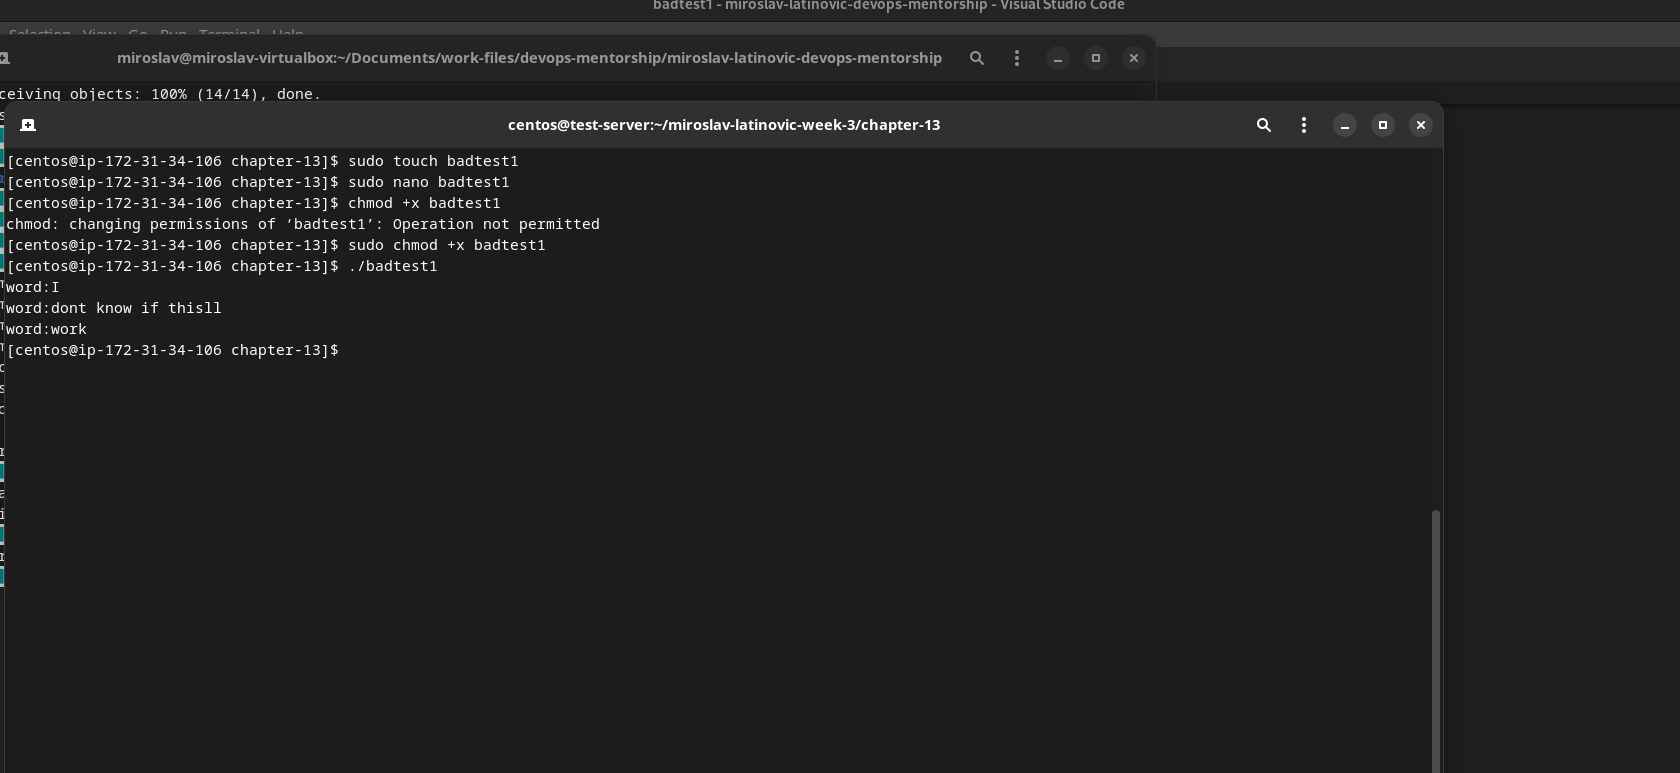 badtest1 - miroslav-latinovic-devops-mentorship - Visual Studio Code
Selection View Go Run Terminal Help
miroslav@miroslav-virtualbox:~/Documents/work-files/devops-mentorship/miroslav-latinovic-devops-mentorship
ceiving objects: 100% (14/14), done.
centos@test-server:~/miroslav-latinovic-week-3/chapter-13
[centos@ip-172-31-34-106 chapter-13]$ sudo touch badtest1
[centos@ip-172-31-34-106 chapter-13]$ sudo nano badtest1
[centos@ip-172-31-34-106 chapter-13]$ chmod +x badtest1
chmod: changing permissions of ‘badtest1’: Operation not permitted
[centos@ip-172-31-34-106 chapter-13]$ sudo chmod +x badtest1
[centos@ip-172-31-34-106 chapter-13]$ ./badtest1
word:I
word:dont know if thisll
word:work
[centos@ip-172-31-34-106 chapter-13]$